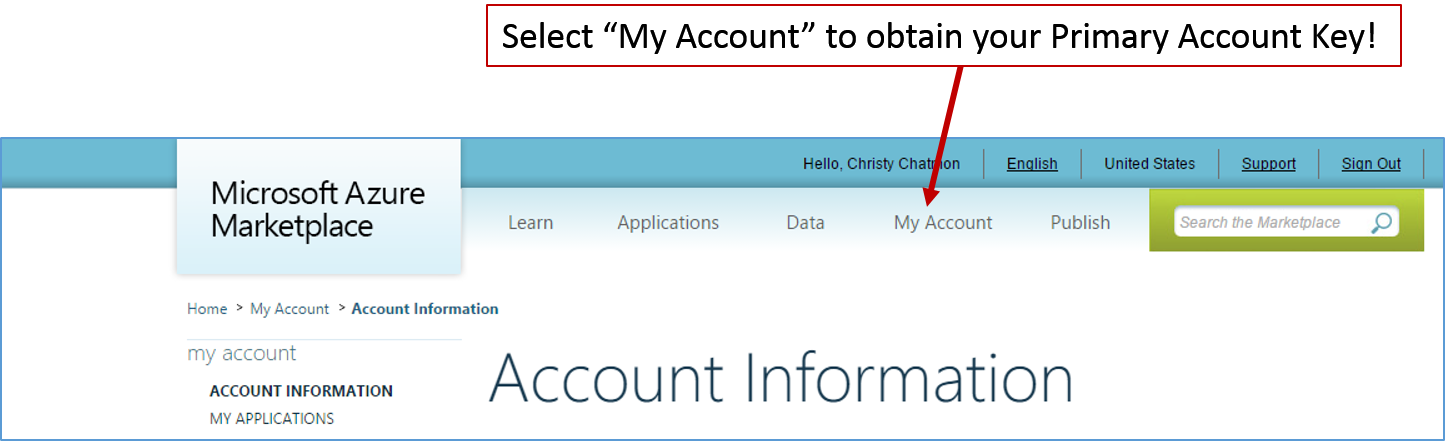 Select “My Account” to obtain your Primary Account Key!
Hello, Christy Chatmon English United States Support Sign Out
Microsoft Azure
Marketplace
Learn Applications Data My Account Publish Search the Marketplace
Home > My Account > Account Information
my account
ACCOUNT INFORMATION
MY APPLICATIONS
Account Information